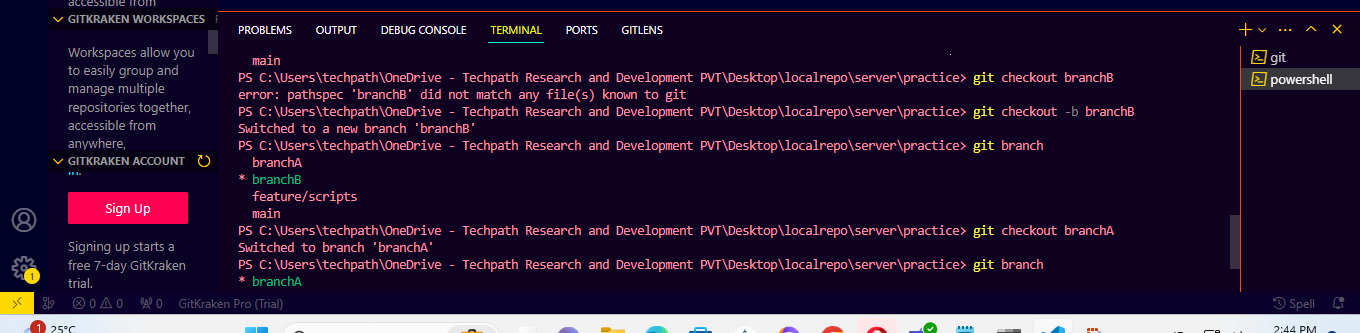 accessible from
GITKRAKEN WORKSPACES
Workspaces allow you
to easily group and
manage multiple
repositories together,
accessible from
anywhere,
GITKRAKEN ACCOUNT
Sign Up
Signing up starts a
free 7-day GitKraken
trial.
PROBLEMS OUTPUT DEBUG CONSOLE TERMINAL PORTS GITLENS
main
PS C:\Users\techpath\OneDrive - Techpath Research and Development PVT\Desktop\localrepo\server\practice> git checkout branchB
error: pathspec 'branchB' did not match any file(s) known to git
PS C:\Users\techpath\OneDrive - Techpath Research and Development PVT\Desktop\localrepo\server\practice> git checkout -b branchB
Switched to a new branch 'branchB'
PS C:\Users\techpath\OneDrive - Techpath Research and Development PVT\Desktop\localrepo\server\practice> git branch
branchA
* branchB
feature/scripts
main
PS C:\Users\techpath\OneDrive - Techpath Research and Development PVT\Desktop\localrepo\server\practice> git checkout branchA
Switched to branch 'branchA'
PS C:\Users\techpath\OneDrive - Techpath Research and Development PVT\Desktop\localrepo\server\practice> git branch
* branchA
git
powershell
1
0 0 0 GitKraken Pro (Trial) Spell
1 25°C 2:44 PM